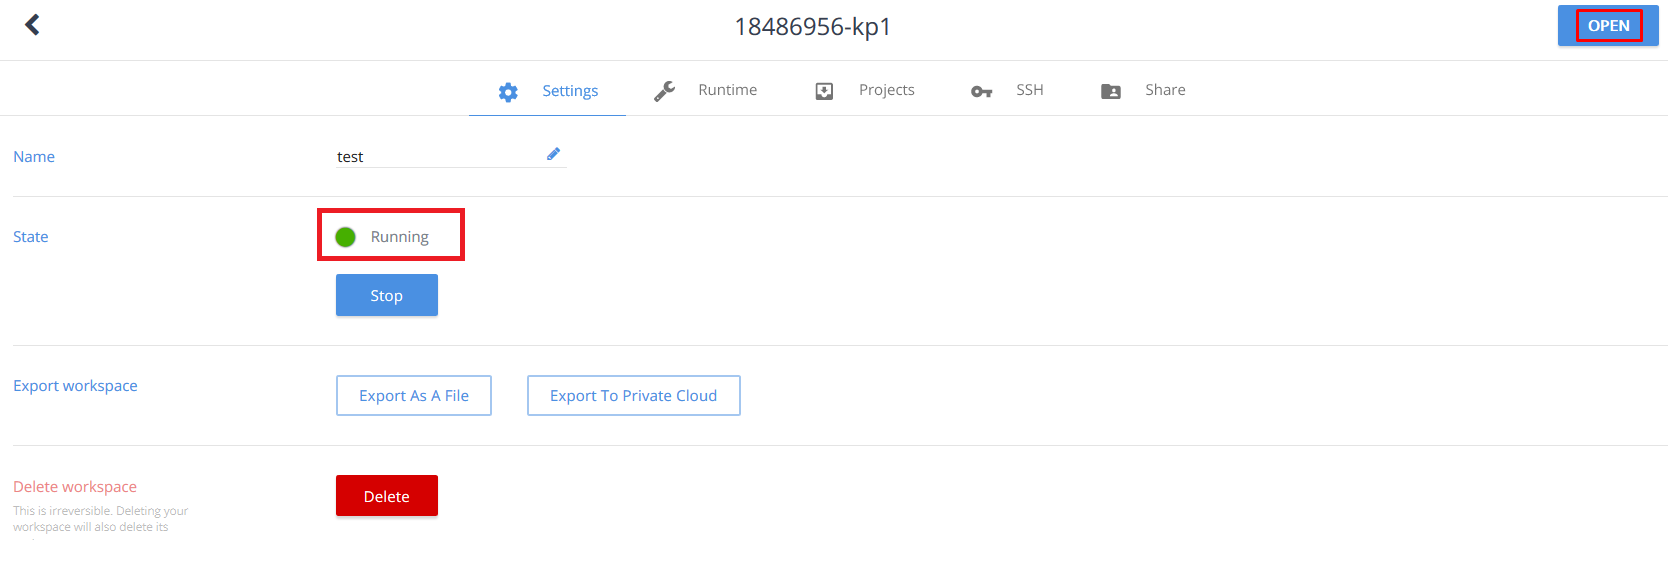 18486956-kp1
OPEN
Settings
Runtime
Projects
SSH
Share
Name
test
State
Running
Stop
Export workspace
Export As A File
Export To Private Cloud
Delete workspace
This is irreversible. Deleting your
workspace will also delete its
Delete